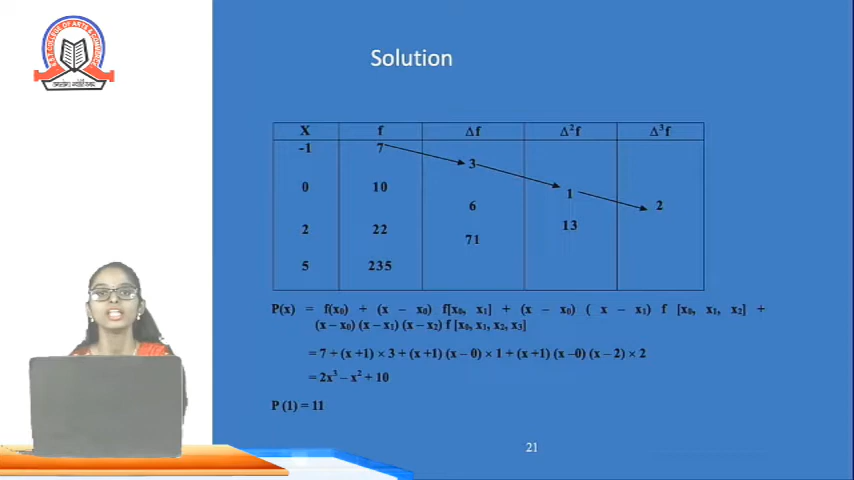 Solution
X f Δf Δ²f Δ³f
-1 7
3
0 10 1
6 2
2 22 13
71
5 235
P(x) = f(x₀) + (x – x₀) f[x₀, x₁] + (x – x₀) ( x – x₁) f [x₀, x₁, x₂] +
(x – x₀) (x – x₁) (x – x₂) f [x₀, x₁, x₂, x₃]
= 7 + (x +1) × 3 + (x +1) (x – 0) × 1 + (x +1) (x –0) (x – 2) × 2
= 2x³ – x² + 10
P (1) = 11
21